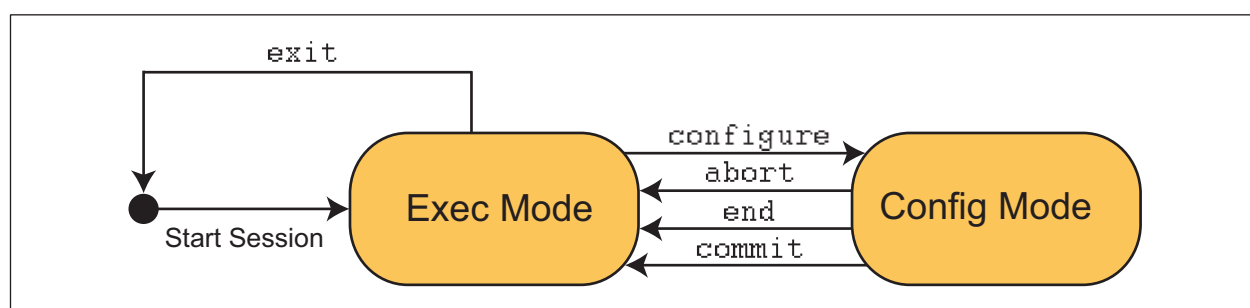 exit
configure
abort
Exec Mode
Config Mode
end
Start Session
commit